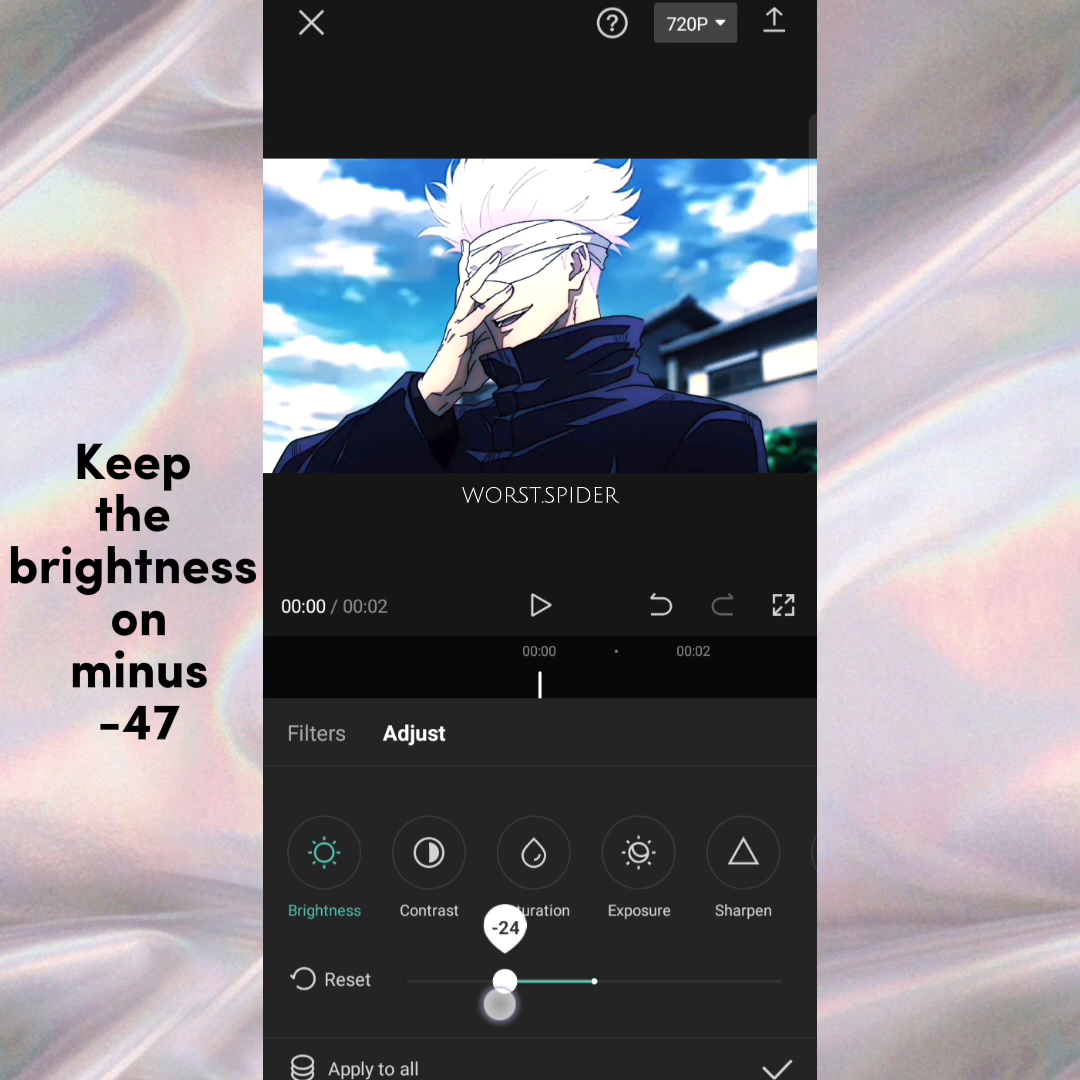 720P
Keep
the
brightness
on
minus
-47
WORST.SPIDER
00:00 / 00:02
00:00
00:02
Filters
Adjust
Brightness
Contrast
uration
Exposure
Sharpen
-24
Reset
Apply to all